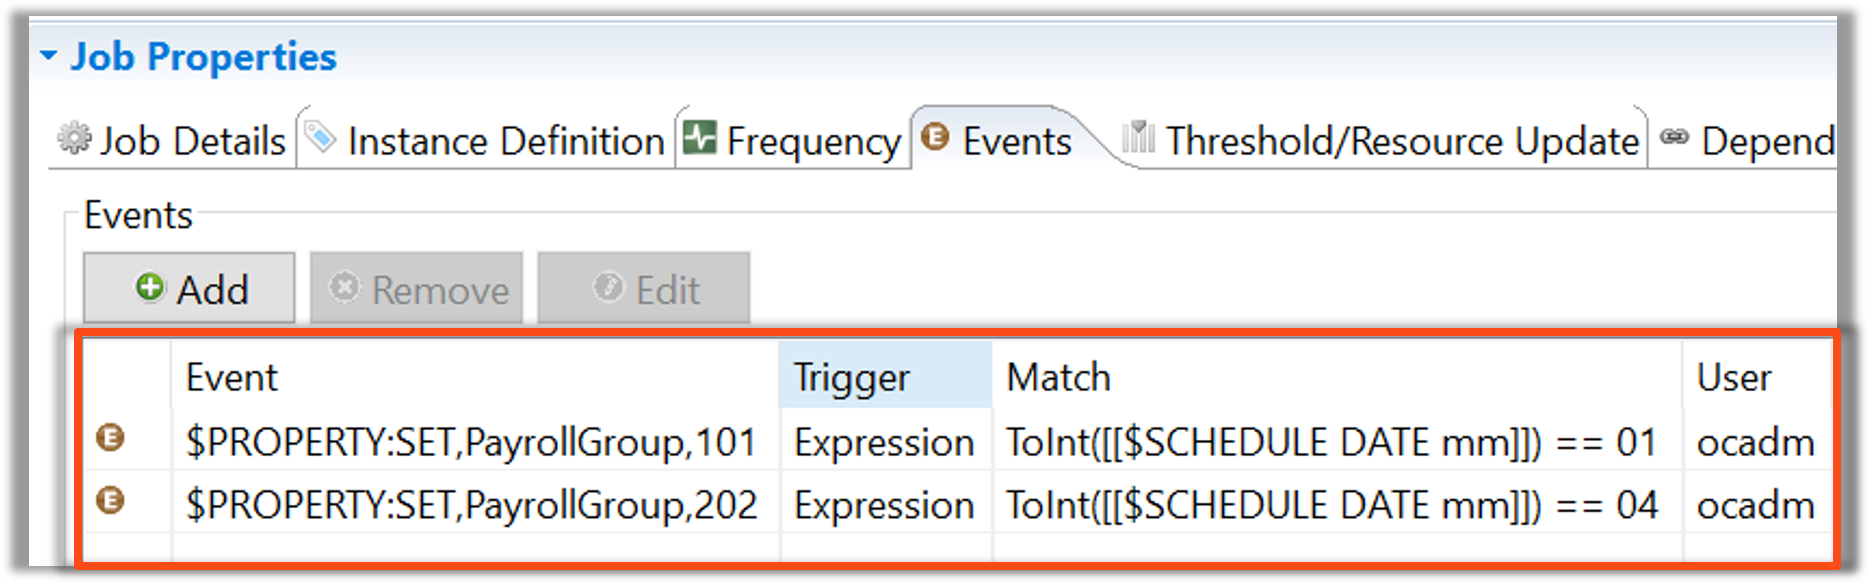 Job Properties
Job Details Instance Definition Frequency Events Threshold/Resource Update Depend
Events
Add Remove Edit
Event Trigger Match User
$PROPERTY:SET,PayrollGroup,101 Expression ToInt([[$SCHEDULE DATE mm]]) == 01 ocadm
$PROPERTY:SET,PayrollGroup,202 Expression ToInt([[$SCHEDULE DATE mm]]) == 04 ocadm